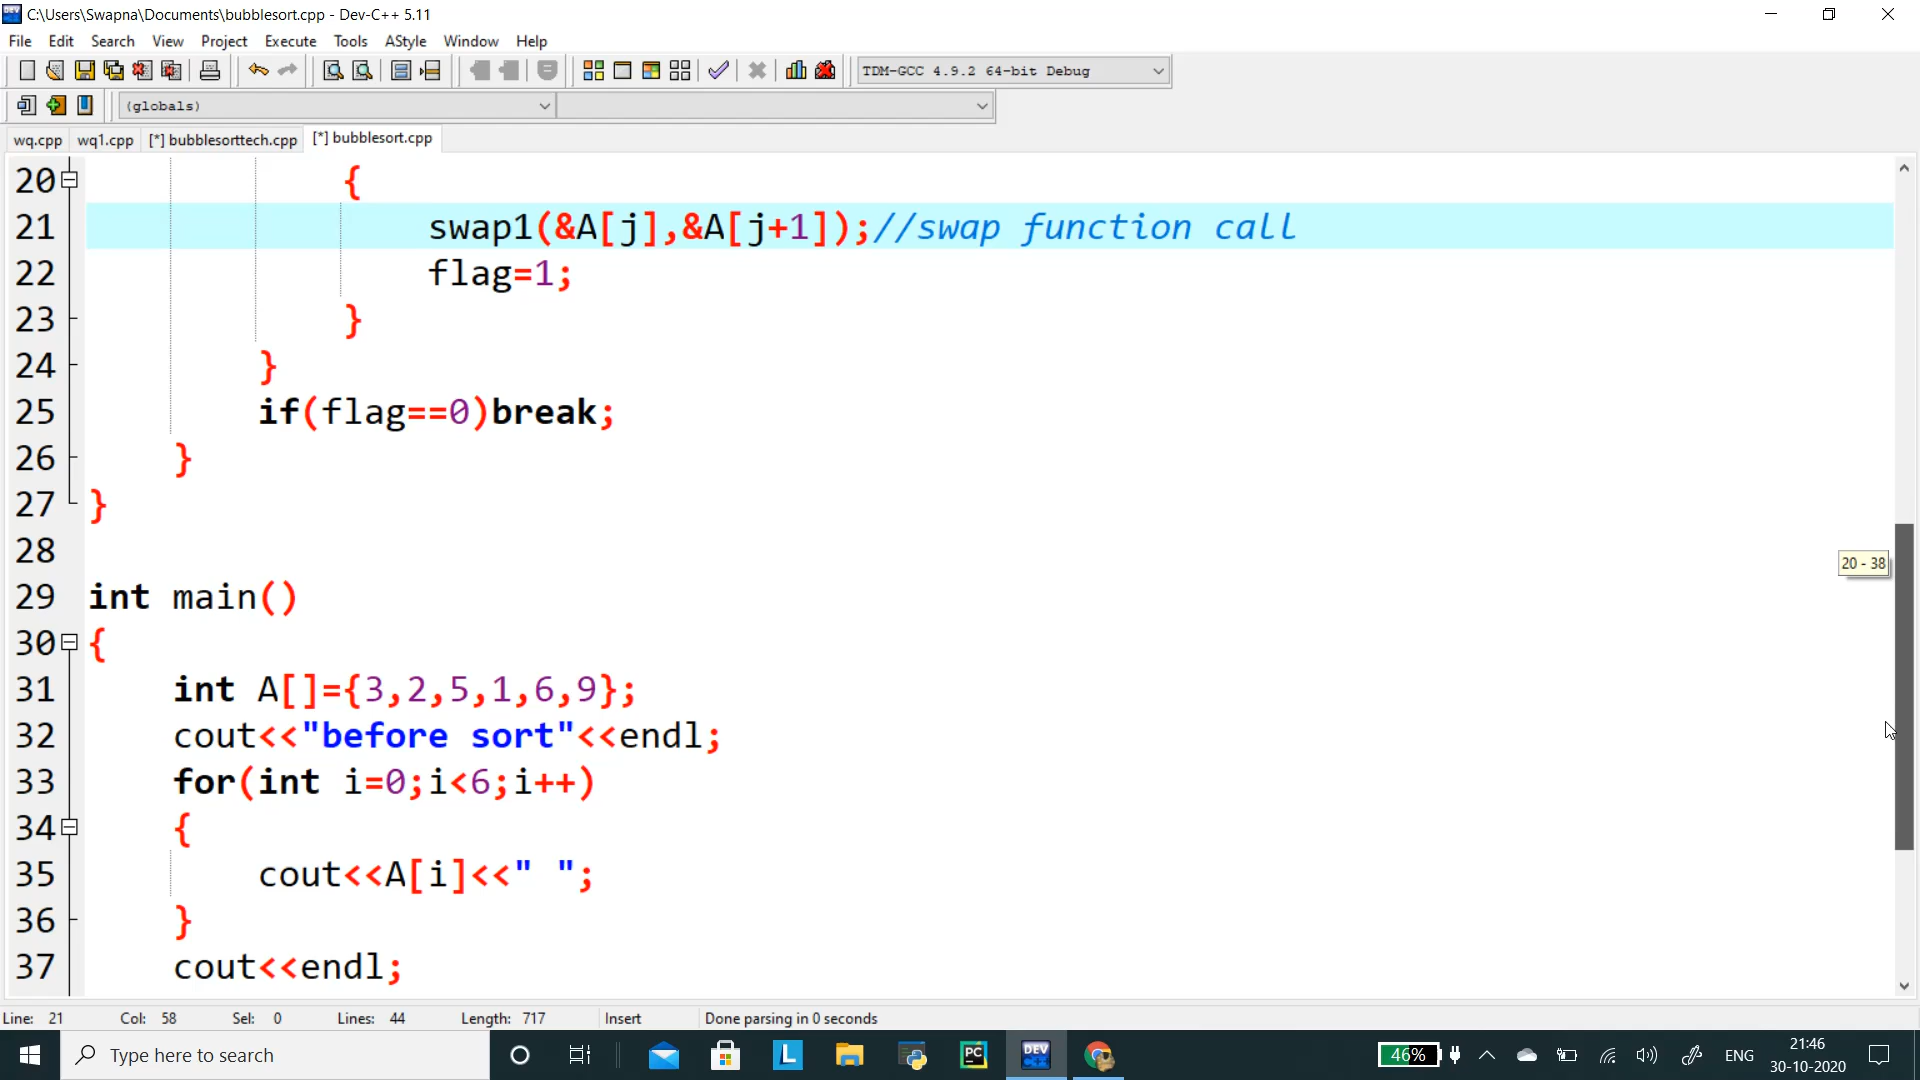 C:\Users\Swapna\Documents\bubblesort.cpp - Dev-C++ 5.11
File Edit Search View Project Execute Tools AStyle Window Help
TDM-GCC 4.9.2 64-bit Debug
(globals)
wq.cpp wq1.cpp [*] bubblesorttech.cpp [*] bubblesort.cpp
20 {
21 swap1(&A[j],&A[j+1]);//swap function call
22 flag=1;
23 }
24 }
25 if(flag==0)break;
26 }
27 }
28
20 - 38
29 int main()
30 {
31 int A[]={3,2,5,1,6,9};
32 cout<<"before sort"<<endl;
33 for(int i=0;i<6;i++)
34 {
35 cout<<A[i]<<" ";
36 }
37 cout<<endl;
Line: 21 Col: 58 Sel: 0 Lines: 44 Length: 717 Insert Done parsing in 0 seconds
Type here to search
L
PC
DEV
46%
ENG
21:46
30-10-2020